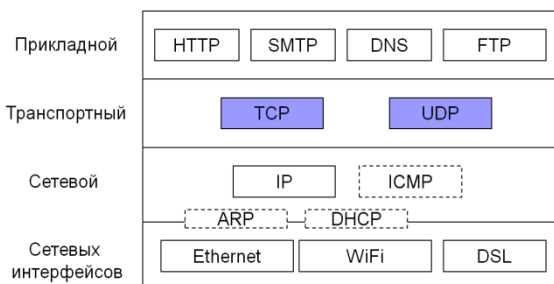 Прикладной HTTP SMTP DNS FTP
Транспортный TCP UDP
Сетевой IP ICMP
ARP DHCP
Сетевых интерфейсов Ethernet WiFi DSL